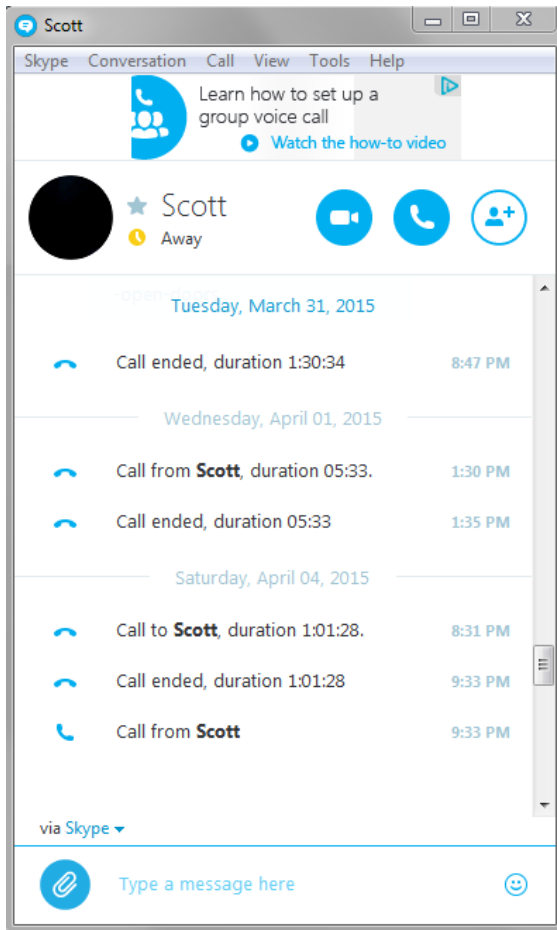 Scott
Skype Conversation Call View Tools Help
Learn how to set up a
group voice call
Watch the how-to video
Scott
Away
Tuesday, March 31, 2015
Call ended, duration 1:30:34 8:47 PM
Wednesday, April 01, 2015
Call from Scott, duration 05:33. 1:30 PM
Call ended, duration 05:33 1:35 PM
Saturday, April 04, 2015
Call to Scott, duration 1:01:28. 8:31 PM
Call ended, duration 1:01:28 9:33 PM
Call from Scott 9:33 PM
via Skype
Type a message here